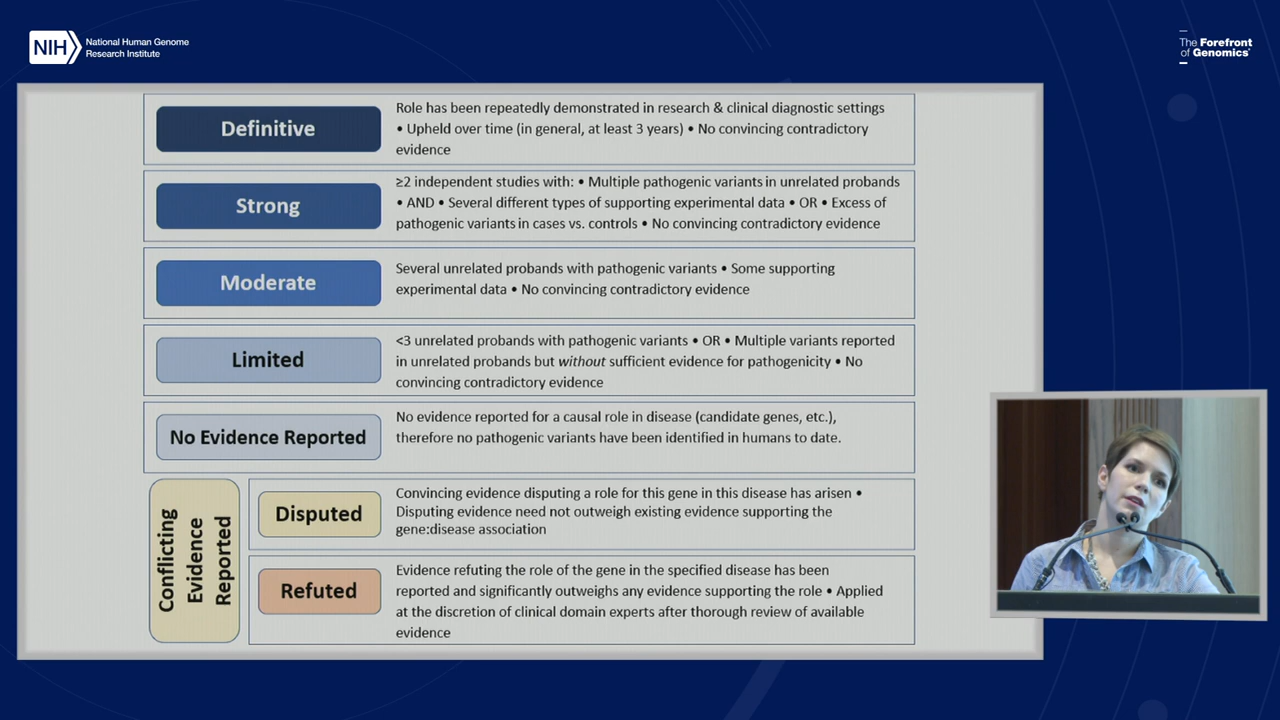 NIH
National Human Genome
Research Institute
The Forefront
of Genomics®
Definitive
Role has been repeatedly demonstrated in research & clinical diagnostic settings
• Upheld over time (in general, at least 3 years) • No convincing contradictory
evidence
Strong
≥2 independent studies with: • Multiple pathogenic variants in unrelated probands
• AND • Several different types of supporting experimental data • OR • Excess of
pathogenic variants in cases vs. controls • No convincing contradictory evidence
Moderate
Several unrelated probands with pathogenic variants • Some supporting
experimental data • No convincing contradictory evidence
Limited
<3 unrelated probands with pathogenic variants • OR • Multiple variants reported
in unrelated probands but without sufficient evidence for pathogenicity • No
convincing contradictory evidence
No Evidence Reported
No evidence reported for a causal role in disease (candidate genes, etc.),
therefore no pathogenic variants have been identified in humans to date.
Conflicting
Evidence
Reported
Disputed
Convincing evidence disputing a role for this gene in this disease has arisen •
Disputing evidence need not outweigh existing evidence supporting the
gene:disease association
Refuted
Evidence refuting the role of the gene in the specified disease has been
reported and significantly outweighs any evidence supporting the role • Applied
at the discretion of clinical domain experts after thorough review of available
evidence